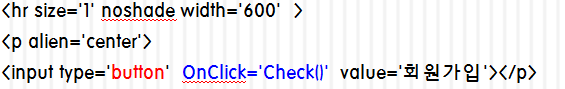 <hr size='1' noshade width='600'  >
<p alien='center'>
<input type='button'  OnClick='Check()'  value='회원가입'></p>